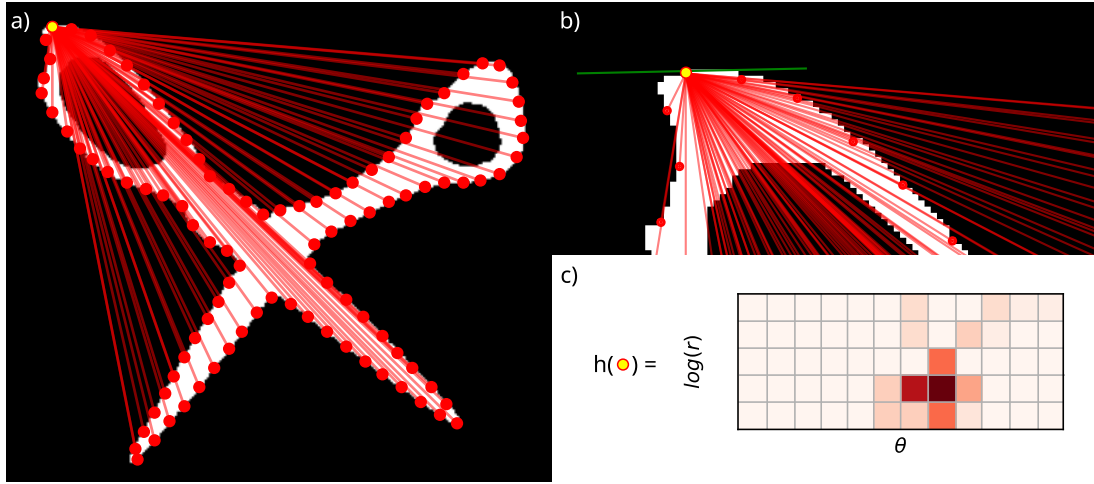 a)
b)
c)
h( ) =
log(r)
θ